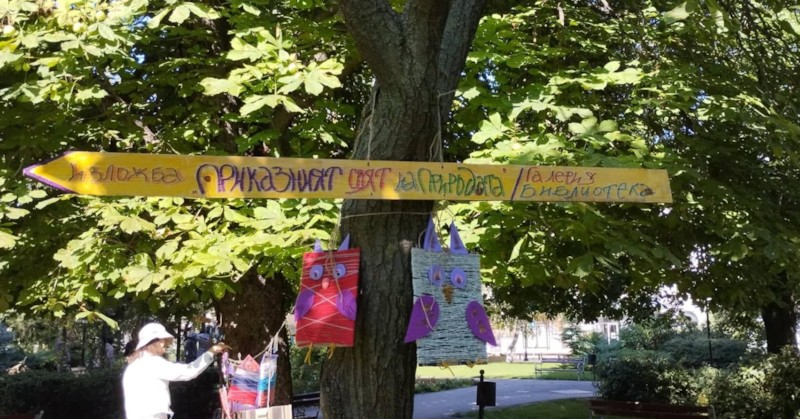 Изложба ПРИКАЗНИЯТ СВЯТ на ПРИРОДАТА / Галерия
Библиотека